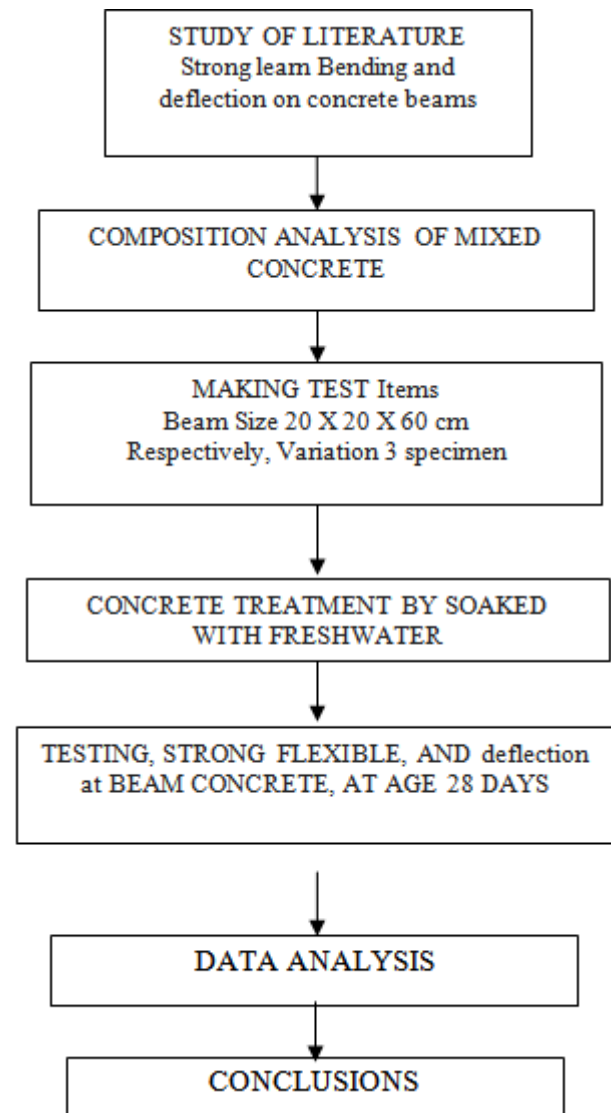 STUDY OF LITERATURE
Strong learn Bending and
deflection on concrete beams
COMPOSITION ANALYSIS OF MIXED
CONCRETE
MAKING TEST Items
Beam Size 20 X 20 X 60 cm
Respectively, Variation 3 specimen
CONCRETE TREATMENT BY SOAKED
WITH FRESHWATER
TESTING, STRONG FLEXIBLE, AND deflection
at BEAM CONCRETE, AT AGE 28 DAYS
DATA ANALYSIS
CONCLUSIONS